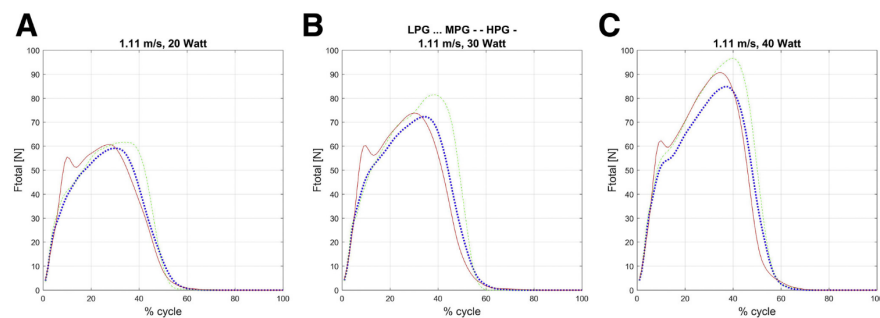 A
B
C
LPG ... MPG - - HPG -
1.11 m/s, 20 Watt
1.11 m/s, 30 Watt
1.11 m/s, 40 Watt
Ftotal [N]
100
90
80
70
60
50
40
30
20
10
0
0 20 40 60 80 100
% cycle
Ftotal [N]
100
90
80
70
60
50
40
30
20
10
0
0 20 40 60 80 100
% cycle
Ftotal [N]
100
90
80
70
60
50
40
30
20
10
0
0 20 40 60 80 100
% cycle